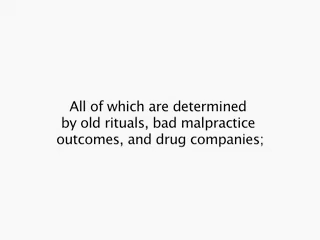 All of which are determined
by old rituals, bad malpractice
outcomes, and drug companies;